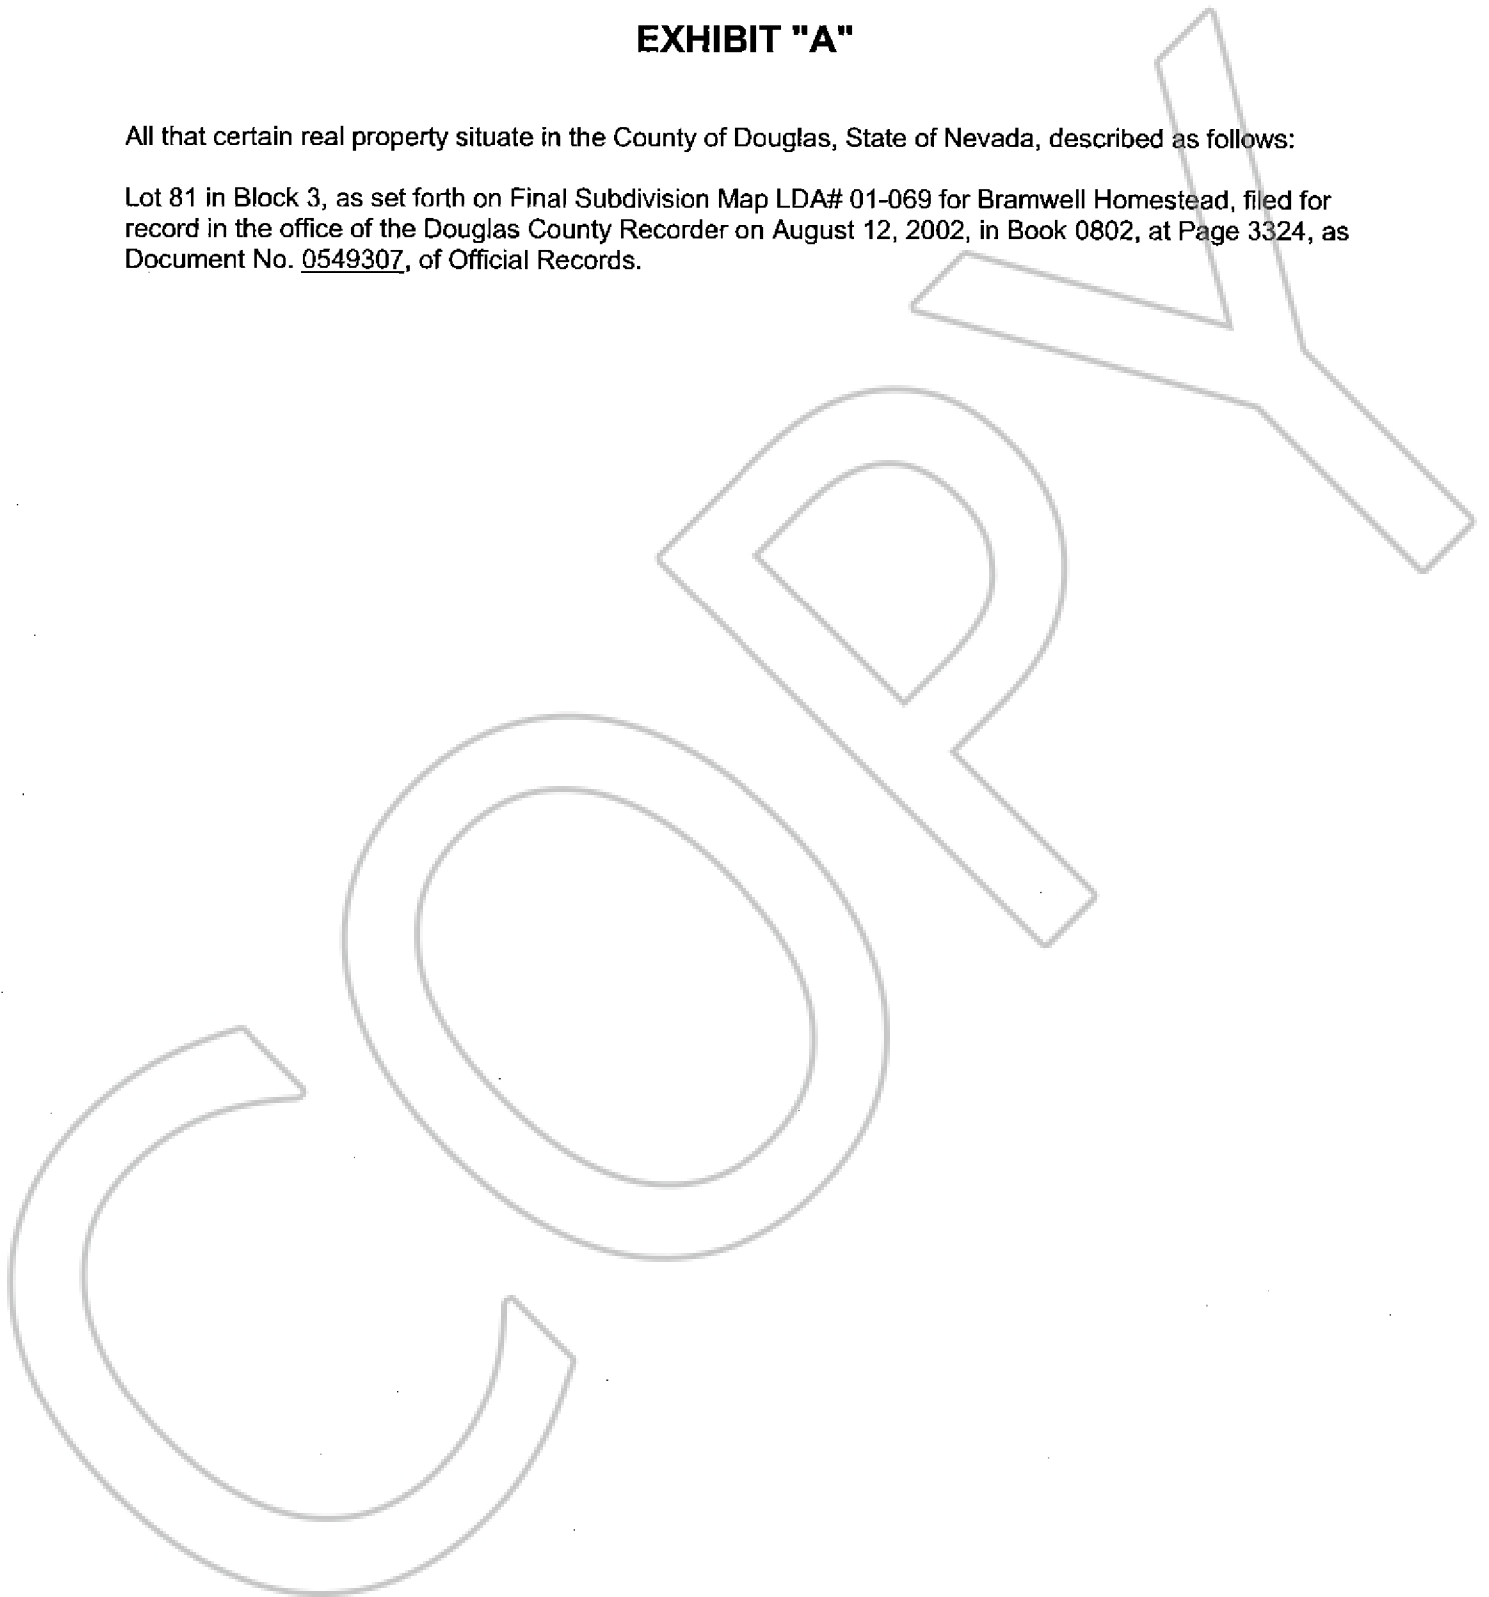 EXHIBIT "A"
All that certain real property situate in the County of Douglas, State of Nevada, described as follows:
Lot 81 in Block 3, as set forth on Final Subdivision Map LDA# 01-069 for Bramwell Homestead, filed for
record in the office of the Douglas County Recorder on August 12, 2002, in Book 0802, at Page 3324, as
Document No. 0549307, of Official Records.
COPY